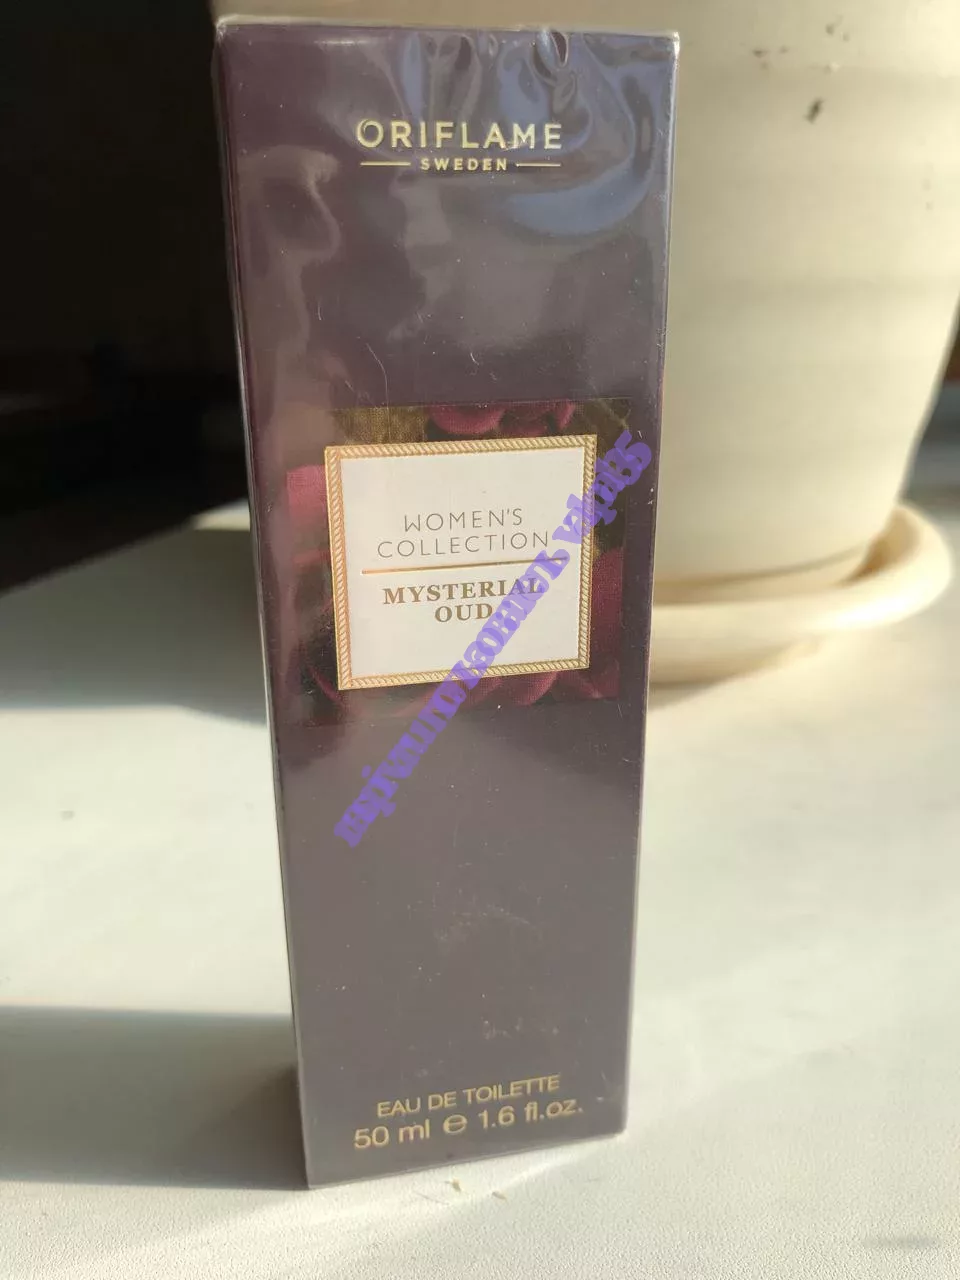 ORIFLAME
SWEDEN
WOMEN'S
COLLECTION
MYSTERIAL
OUD
EAU DE TOILETTE
50 ml ℮ 1.6 fl.oz.